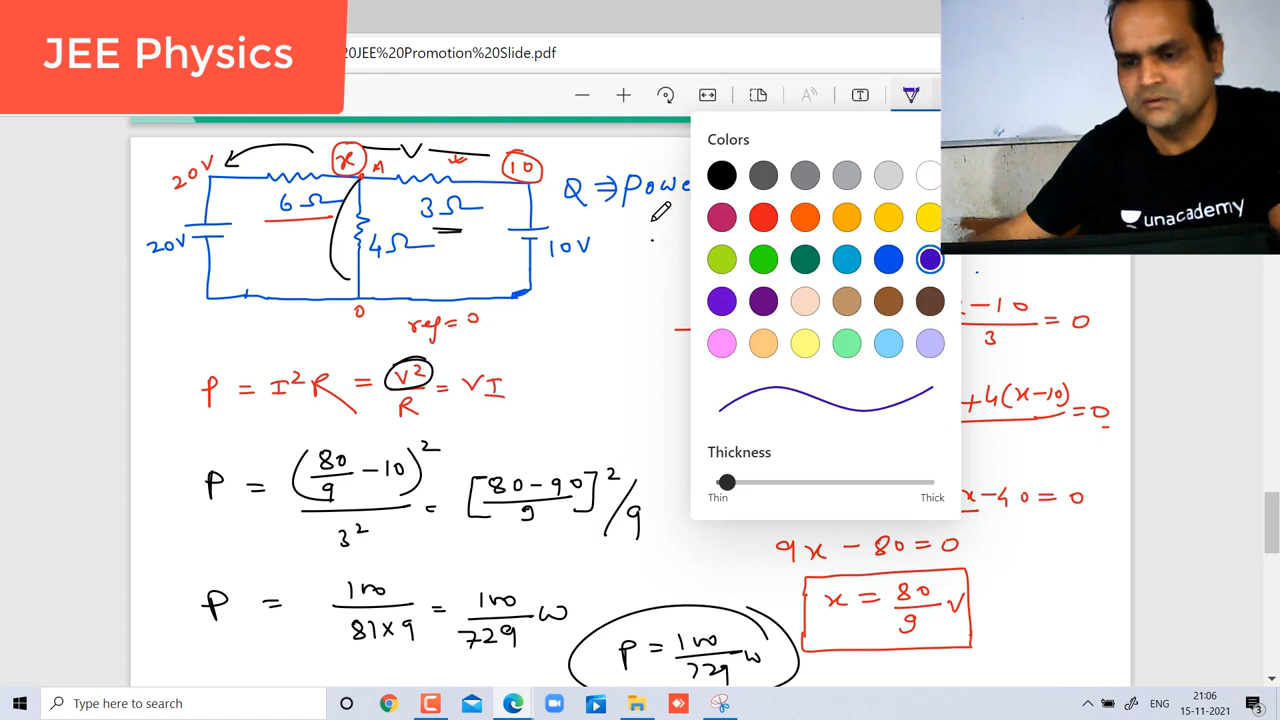 JEE Physics
20JEE%20Promotion%20Slide.pdf
Colors
20V
x
A
V
10
6Ω
3Ω
Q ⇒ Powe
20V
4Ω
10V
unacademy
0
ref = 0
x-10
3
= 0
P = I²R = V²/R = VI
+4(x-10) = 0
Thickness
Thin
Thick
P = (80/9 - 10)²/3² = [80-90/9]²/9
x-40 = 0
9x - 80 = 0
x = 80/9 V
P = 100/81×9 = 100/729 W
P = 100/729 W
Type here to search
ENG
21:06
15-11-2021
3